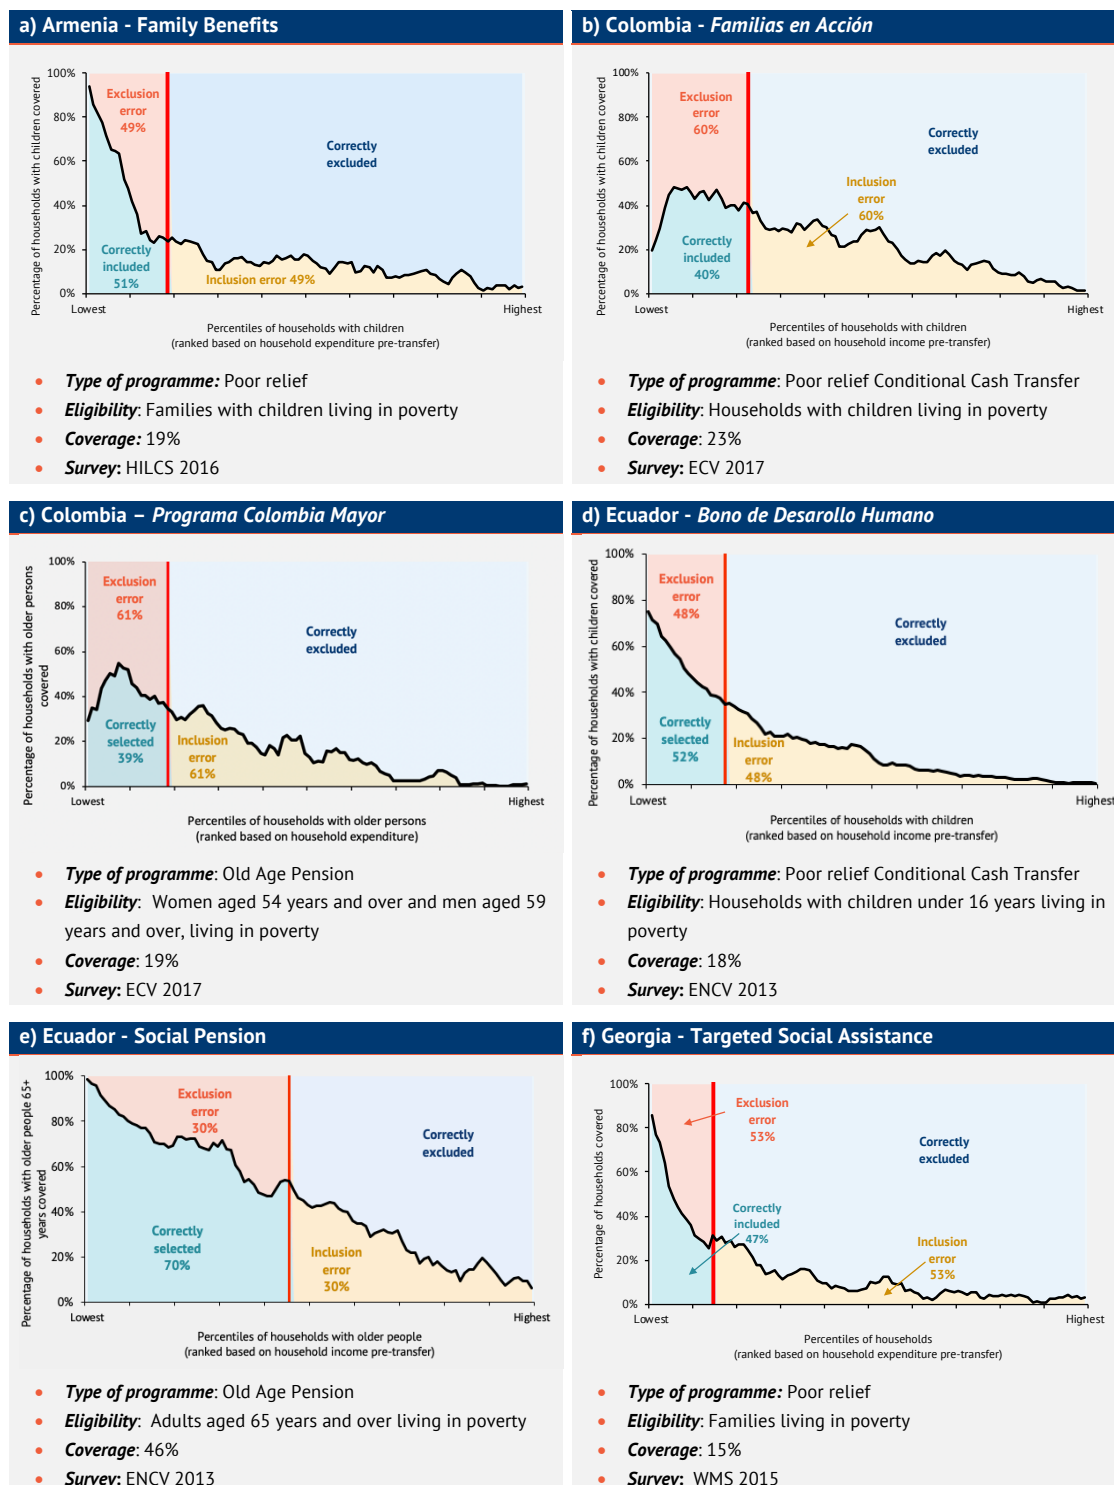 a) Armenia - Family Benefits
Percentage of households with children covered
100%
80%
60%
40%
20%
0%
Exclusion
error
49%
Correctly
excluded
Correctly
included
51%
Inclusion error 49%
Lowest
Highest
Percentiles of households with children
(ranked based on household expenditure pre-transfer)
• Type of programme: Poor relief
• Eligibility: Families with children living in poverty
• Coverage: 19%
• Survey: HILCS 2016
b) Colombia - Familias en Acción
Percentage of households with children covered
100%
80%
60%
40%
20%
0%
Exclusion
error
60%
Correctly
excluded
Inclusion
error
60%
Correctly
included
40%
Lowest
Highest
Percentiles of households with children
(ranked based on household income pre-transfer)
• Type of programme: Poor relief Conditional Cash Transfer
• Eligibility: Households with children living in poverty
• Coverage: 23%
• Survey: ECV 2017
c) Colombia – Programa Colombia Mayor
Percentage of households with older persons
covered
100%
80%
60%
40%
20%
0%
Exclusion
error
61%
Correctly
excluded
Correctly
selected
39%
Inclusion
error
61%
Lowest
Highest
Percentiles of households with older persons
(ranked based on household expenditure)
• Type of programme: Old Age Pension
• Eligibility: Women aged 54 years and over and men aged 59
years and over, living in poverty
• Coverage: 19%
• Survey: ECV 2017
d) Ecuador - Bono de Desarollo Humano
Percentage of households with children covered
100%
80%
60%
40%
20%
0%
Exclusion
error
48%
Correctly
excluded
Correctly
selected
52%
Inclusion
error
48%
Lowest
Highest
Percentiles of households with children
(ranked based on household income pre-transfer)
• Type of programme: Poor relief Conditional Cash Transfer
• Eligibility: Households with children under 16 years living in
poverty
• Coverage: 18%
• Survey: ENCV 2013
e) Ecuador - Social Pension
Percentage of households with older people 65+
years covered
100%
80%
60%
40%
20%
0%
Exclusion
error
30%
Correctly
excluded
Correctly
selected
70%
Inclusion
error
30%
Lowest
Highest
Percentiles of households with older people
(ranked based on household income pre-transfer)
• Type of programme: Old Age Pension
• Eligibility: Adults aged 65 years and over living in poverty
• Coverage: 46%
• Survey: ENCV 2013
f) Georgia - Targeted Social Assistance
Percentage of households covered
100%
80%
60%
40%
20%
0%
Exclusion
error
53%
Correctly
excluded
Correctly
included
47%
Inclusion
error
53%
Lowest
Highest
Percentiles of households
(ranked based on household expenditure pre-transfer)
• Type of programme: Poor relief
• Eligibility: Families living in poverty
• Coverage: 15%
• Survey: WMS 2015